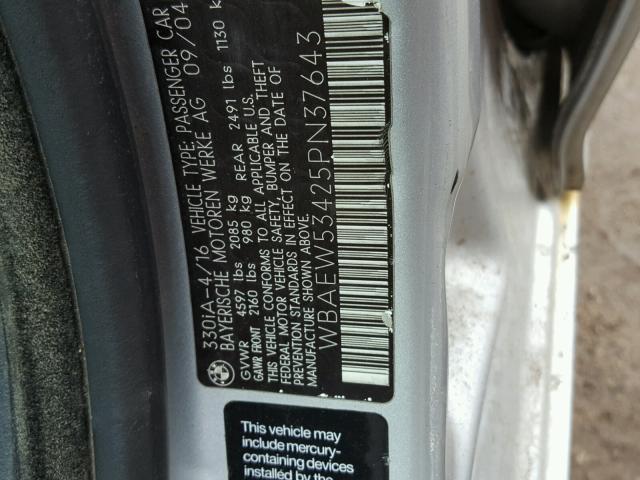 330IA-4/16 VEHICLE TYPE: PASSENGER CAR
BAYERISCHE MOTOREN WERKE AG 09/04
GVWR 4597 lbs 2085 kg REAR 2491 lbs 1130 kg
GAWR FRONT 2160 lbs 980 kg
THIS VEHICLE CONFORMS TO ALL APPLICABLE U.S.
FEDERAL MOTOR VEHICLE SAFETY, BUMPER AND THEFT
PREVENTION STANDARDS IN EFFECT ON THE DATE OF
MANUFACTURE SHOWN ABOVE.
WBAEW53425PN37643
This vehicle may
include mercury-
containing devices
installed by the